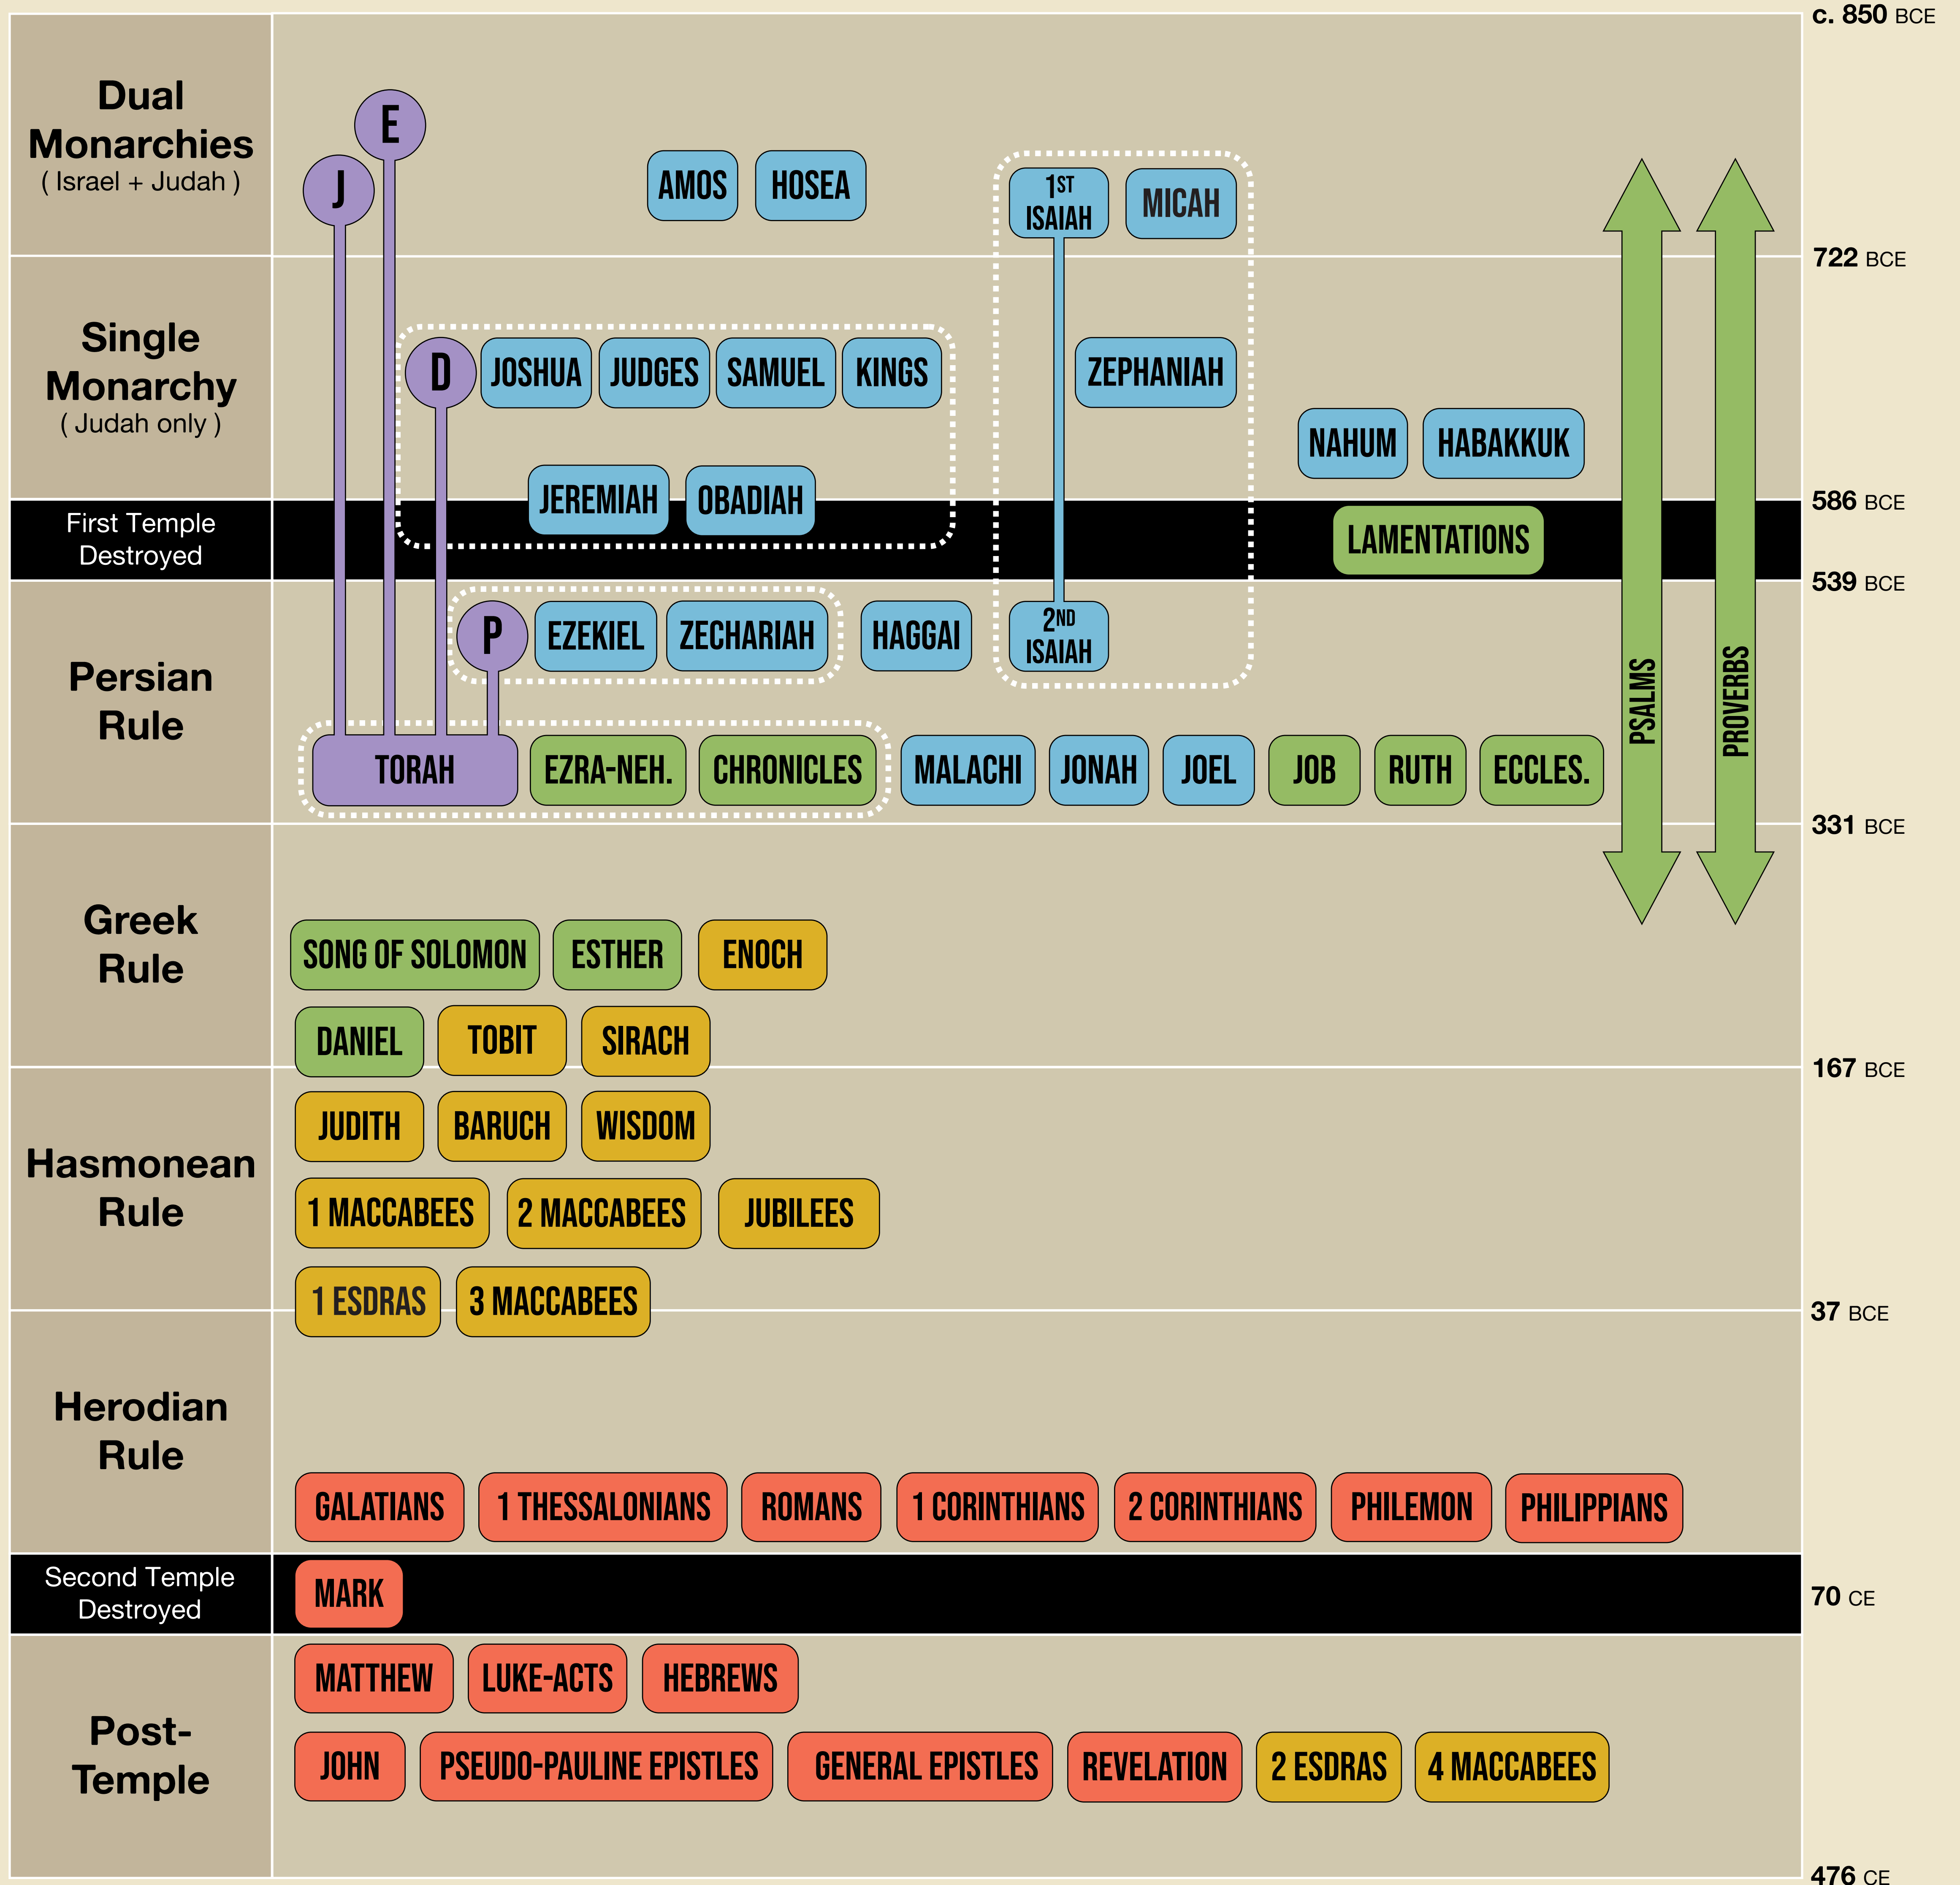 c. 850 BCE
Dual
Monarchies
( Israel + Judah )
E
J
AMOS
HOSEA
1ST
ISAIAH
MICAH
722 BCE
Single
Monarchy
( Judah only )
D
JOSHUA
JUDGES
SAMUEL
KINGS
ZEPHANIAH
NAHUM
HABAKKUK
JEREMIAH
OBADIAH
586 BCE
First Temple
Destroyed
LAMENTATIONS
539 BCE
Persian
Rule
P
EZEKIEL
ZECHARIAH
HAGGAI
2ND
ISAIAH
PSALMS
PROVERBS
TORAH
EZRA-NEH.
CHRONICLES
MALACHI
JONAH
JOEL
JOB
RUTH
ECCLES.
331 BCE
Greek
Rule
SONG OF SOLOMON
ESTHER
ENOCH
DANIEL
TOBIT
SIRACH
167 BCE
Hasmonean
Rule
JUDITH
BARUCH
WISDOM
1 MACCABEES
2 MACCABEES
JUBILEES
1 ESDRAS
3 MACCABEES
37 BCE
Herodian
Rule
GALATIANS
1 THESSALONIANS
ROMANS
1 CORINTHIANS
2 CORINTHIANS
PHILEMON
PHILIPPIANS
Second Temple
Destroyed
MARK
70 CE
Post-
Temple
MATTHEW
LUKE-ACTS
HEBREWS
JOHN
PSEUDO-PAULINE EPISTLES
GENERAL EPISTLES
REVELATION
2 ESDRAS
4 MACCABEES
476 CE